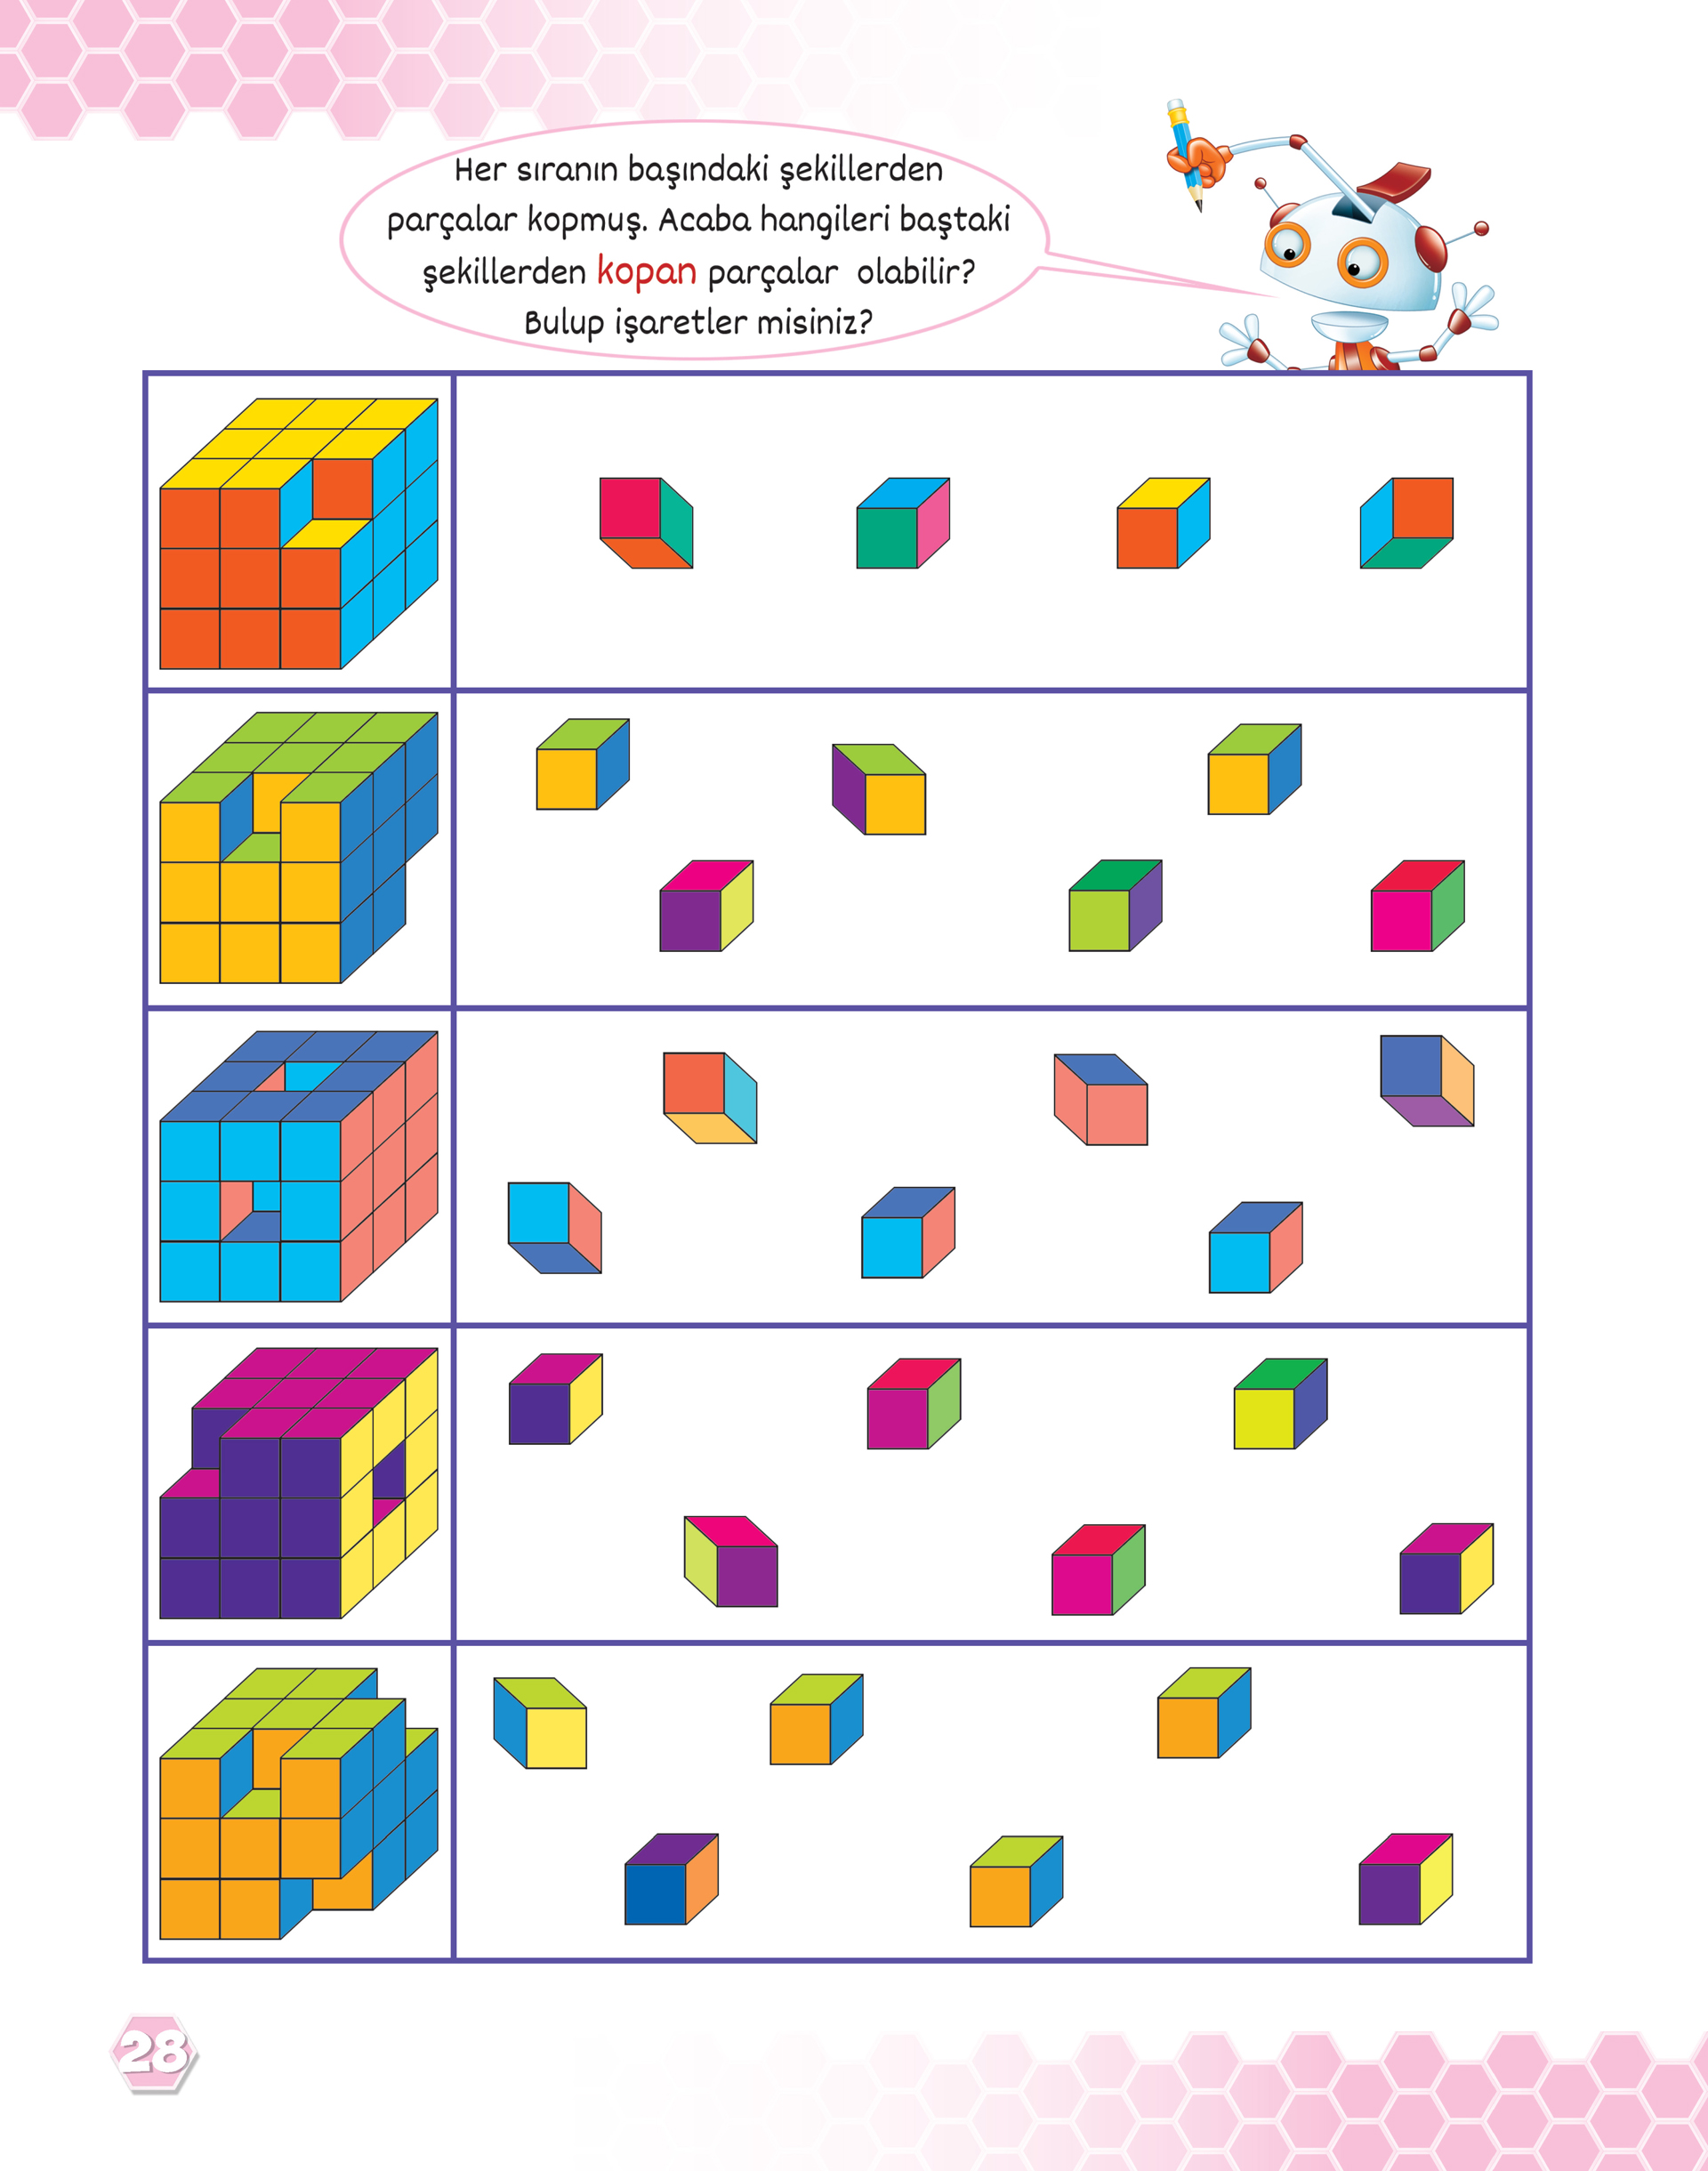 Her sıranın başındaki şekillerden
parçalar kopmuş. Acaba hangileri baştaki
şekillerden kopan parçalar olabilir?
Bulup işaretler misiniz?
28